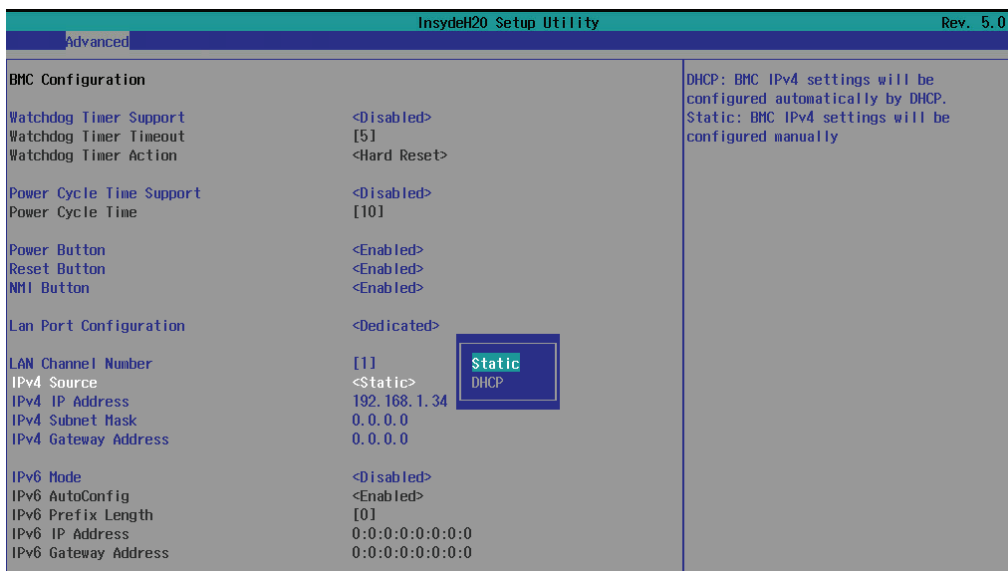 InsydeH20 Setup Utility Rev. 5.0
Advanced
BMC Configuration
Watchdog Timer Support <Disabled>
Watchdog Timer Timeout [5]
Watchdog Timer Action <Hard Reset>
Power Cycle Time Support <Disabled>
Power Cycle Time [10]
Power Button <Enabled>
Reset Button <Enabled>
NMI Button <Enabled>
Lan Port Configuration <Dedicated>
LAN Channel Number [1]
IPv4 Source <Static>
IPv4 IP Address 192.168.1.34
IPv4 Subnet Mask 0.0.0.0
IPv4 Gateway Address 0.0.0.0
IPv6 Mode <Disabled>
IPv6 AutoConfig <Enabled>
IPv6 Prefix Length [0]
IPv6 IP Address 0:0:0:0:0:0:0:0
IPv6 Gateway Address 0:0:0:0:0:0:0:0
Static
DHCP
DHCP: BMC IPv4 settings will be
configured automatically by DHCP.
Static: BMC IPv4 settings will be
configured manually